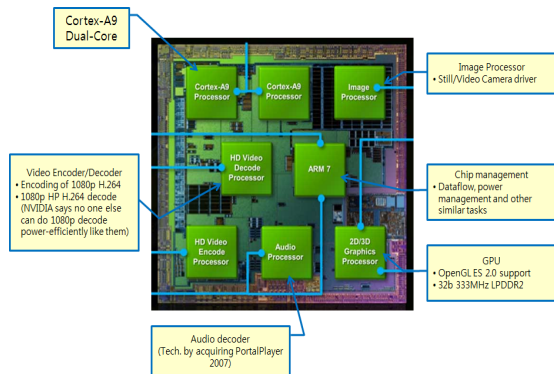 Cortex-A9
Dual-Core
Cortex-A9
Processor
Cortex-A9
Processor
Image
Processor
Image Processor
• Still/Video Camera driver
Video Encoder/Decoder
• Encoding of 1080p H.264
• 1080p HP H.264 decode
(NVIDIA says no one else
can do 1080p decode
power-efficiently like them)
HD Video
Decode
Processor
ARM 7
Chip management
• Dataflow, power
management and other
similar tasks
HD Video
Encode
Processor
Audio
Processor
2D/3D
Graphics
Processor
GPU
• OpenGL ES 2.0 support
• 32b 333MHz LPDDR2
Audio decoder
(Tech. by acquiring PortalPlayer
2007)